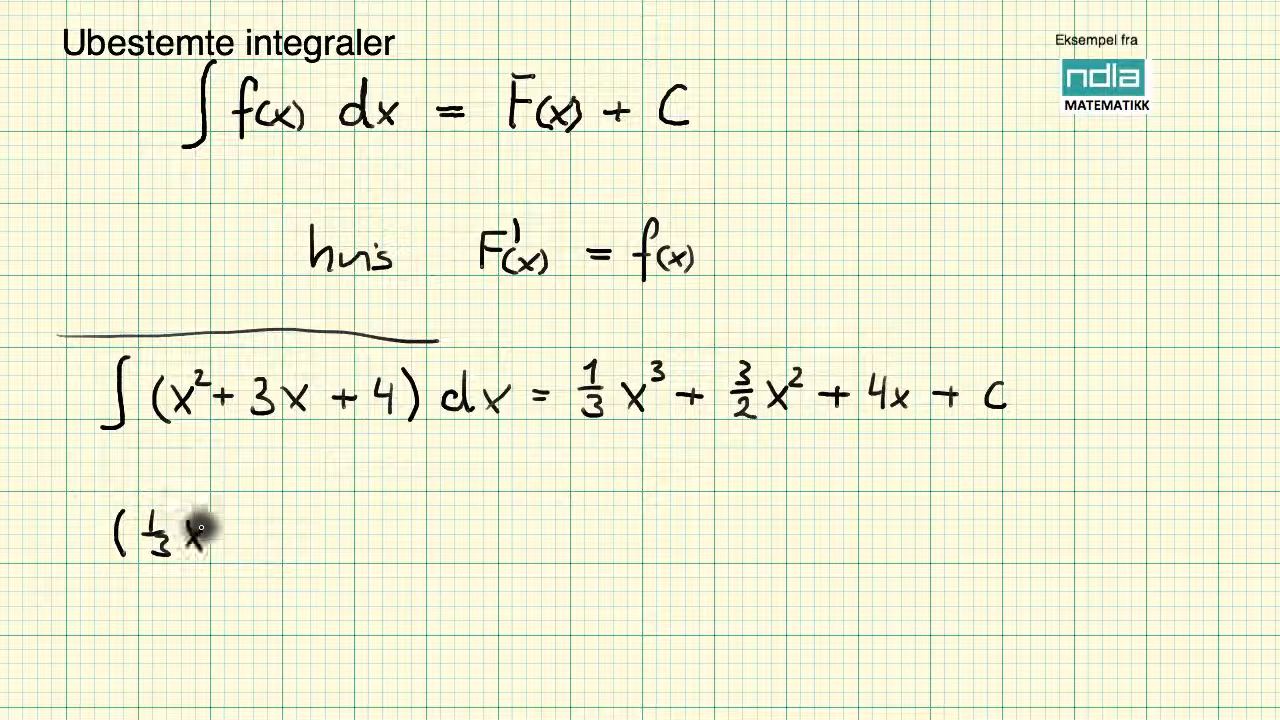 Ubestemte integraler
Eksempel fra
ndla
MATEMATIKK
∫ f(x) dx = F(x) + C
hvis F'(x) = f(x)
∫ (x² + 3x + 4) dx = 1/3 x³ + 3/2 x² + 4x + C
( 1/3 x